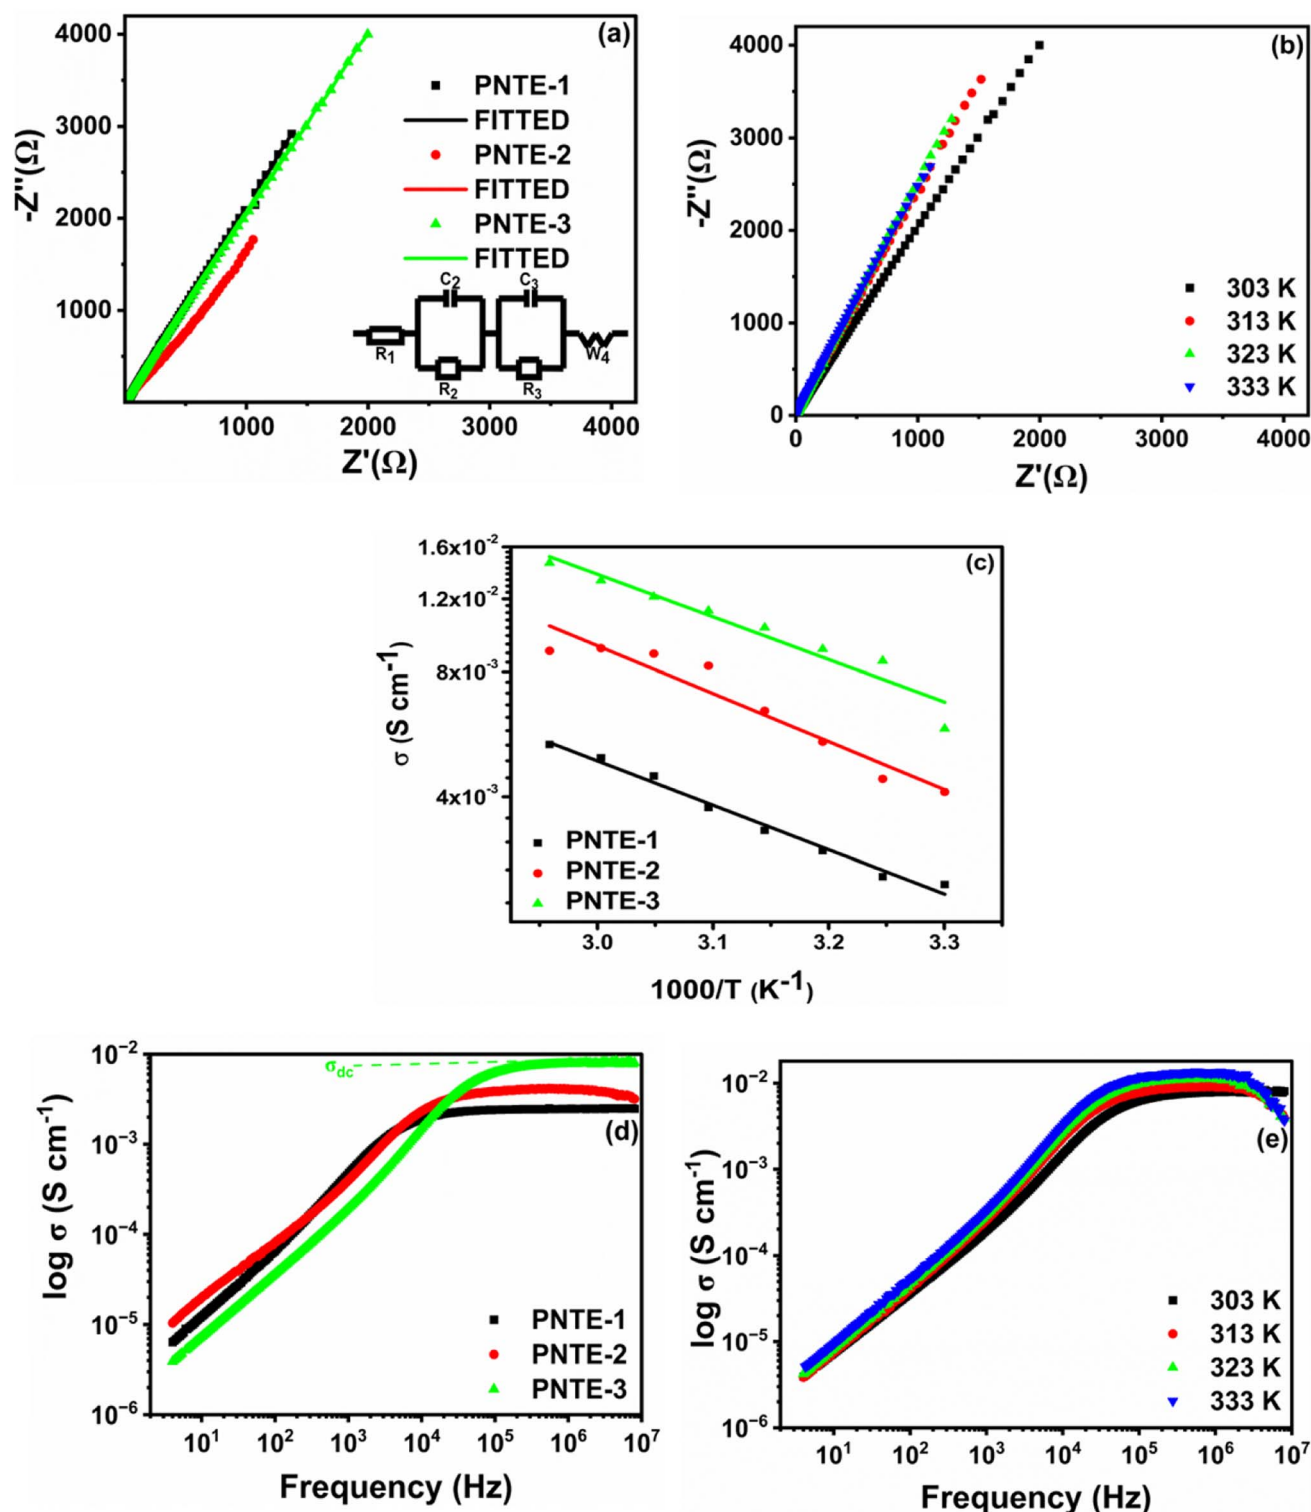 (a)
-Z''(Ω)
4000
3000
2000
1000
PNTE-1
FITTED
PNTE-2
FITTED
PNTE-3
FITTED
C2 C3
R1 R2 R3 W4
1000 2000 3000 4000
Z'(Ω)
(b)
-Z''(Ω)
4000
3000
2000
1000
0
303 K
313 K
323 K
333 K
0 1000 2000 3000 4000
Z'(Ω)
(c)
σ (S cm⁻¹)
1.6x10⁻²
1.2x10⁻²
8x10⁻³
4x10⁻³
PNTE-1
PNTE-2
PNTE-3
3.0 3.1 3.2 3.3
1000/T (K⁻¹)
(d)
log σ (S cm⁻¹)
10⁻²
10⁻³
10⁻⁴
10⁻⁵
10⁻⁶
σdc
PNTE-1
PNTE-2
PNTE-3
10¹ 10² 10³ 10⁴ 10⁵ 10⁶ 10⁷
Frequency (Hz)
(e)
log σ (S cm⁻¹)
10⁻²
10⁻³
10⁻⁴
10⁻⁵
10⁻⁶
303 K
313 K
323 K
333 K
10¹ 10² 10³ 10⁴ 10⁵ 10⁶ 10⁷
Frequency (Hz)